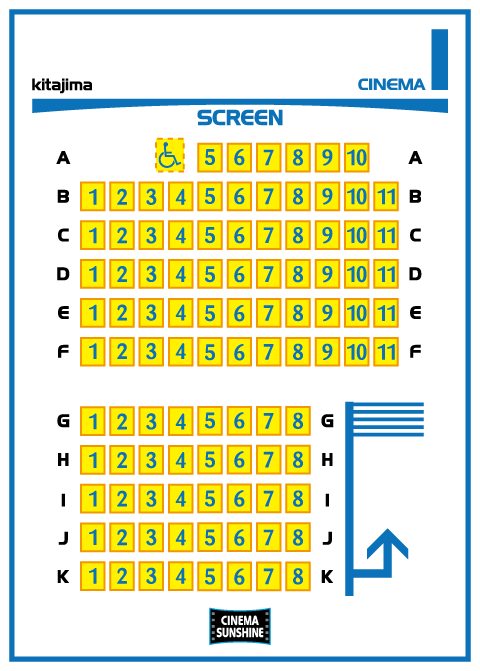 kitajima
CINEMA 1
SCREEN
A 5 6 7 8 9 10 A
B 1 2 3 4 5 6 7 8 9 10 11 B
C 1 2 3 4 5 6 7 8 9 10 11 C
D 1 2 3 4 5 6 7 8 9 10 11 D
E 1 2 3 4 5 6 7 8 9 10 11 E
F 1 2 3 4 5 6 7 8 9 10 11 F
G 1 2 3 4 5 6 7 8 G
H 1 2 3 4 5 6 7 8 H
I 1 2 3 4 5 6 7 8 I
J 1 2 3 4 5 6 7 8 J
K 1 2 3 4 5 6 7 8 K
CINEMA
SUNSHINE